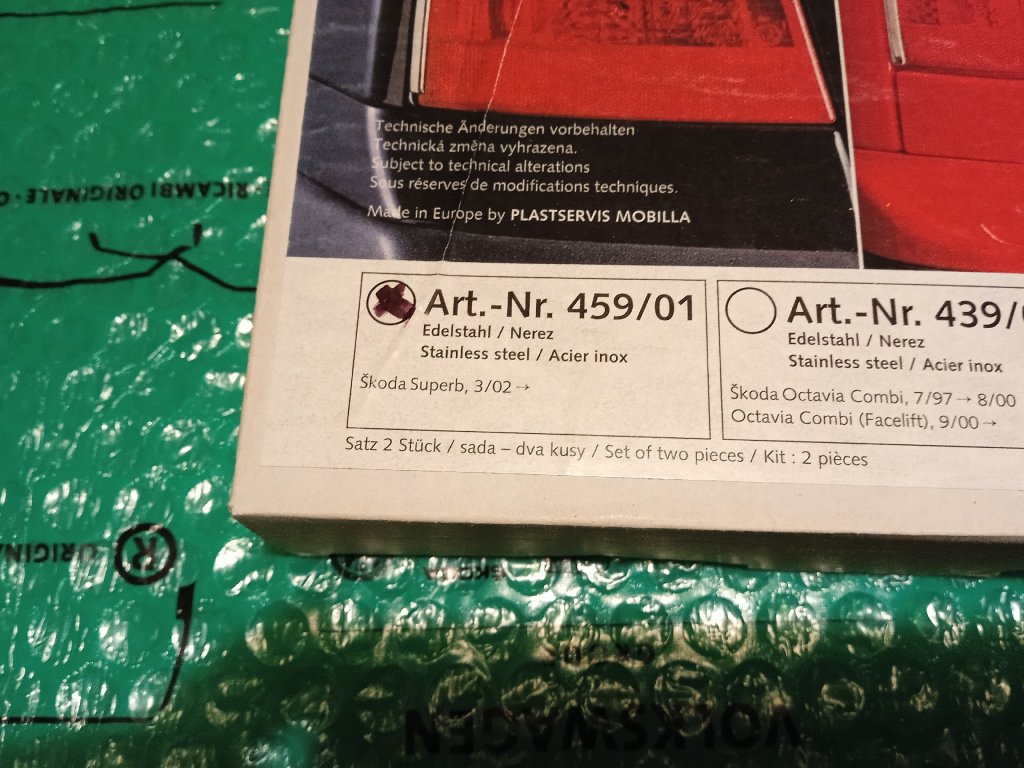 Technische Änderungen vorbehalten
Technická změna vyhrazena.
Subject to technical alterations
Sous réserves de modifications techniques.
Made in Europe by PLASTSERVIS MOBILLA
Art.-Nr. 459/01
Edelstahl / Nerez
Stainless steel / Acier inox
Škoda Superb, 3/02 →
Art.-Nr. 439/
Edelstahl / Nerez
Stainless steel / Acier inox
Škoda Octavia Combi, 7/97 → 8/00
Octavia Combi (Facelift), 9/00 →
Satz 2 Stück / sada – dva kusy / Set of two pieces / Kit : 2 pièces
RICAMBI ORIGINALI
®
VOLKSWAGEN